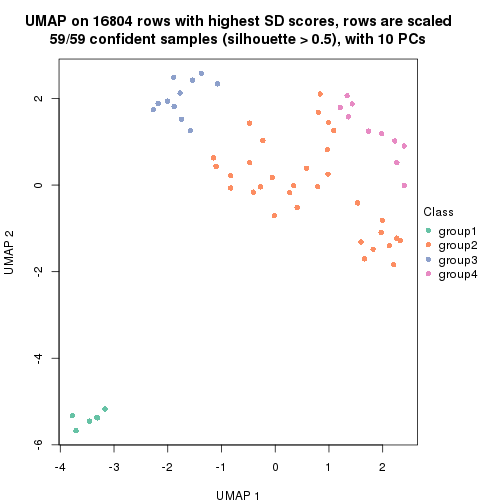 UMAP on 16804 rows with highest SD scores, rows are scaled
59/59 confident samples (silhouette > 0.5), with 10 PCs
2
0
-2
-4
-6
UMAP 2
-4 -3 -2 -1 0 1 2
UMAP 1
Class
group1
group2
group3
group4